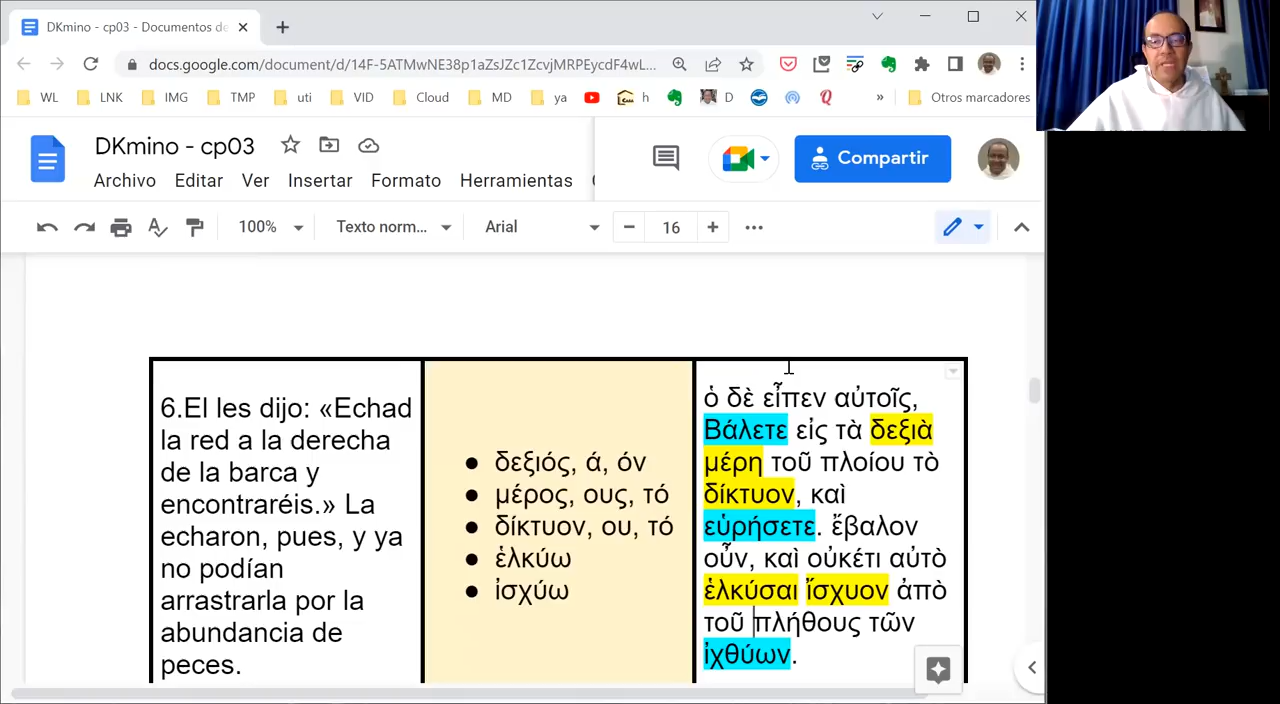 DKmino - cp03 - Documentos de
docs.google.com/document/d/14F-5ATMwNE38g1aZsJZc1ZcvjMRPEycdF4wL...
WL LNK IMG TMP uti VID Cloud MD ya h D » Otros marcadores
DKmino - cp03
Compartir
Archivo Editar Ver Insertar Formato Herramientas
100% Texto norm... Arial 16
6.El les dijo: «Echad
la red a la derecha
de la barca y
encontraréis.» La
echaron, pues, y ya
no podían
arrastrarla por la
abundancia de
peces.
● δεξιός, ά, όν
● μέρος, ους, τό
● δίκτυον, ου, τό
● ἑλκύω
● ἰσχύω
ὁ δὲ εἶπεν αὐτοῖς,
Βάλετε εἰς τὰ δεξιὰ
μέρη τοῦ πλοίου τὸ
δίκτυον, καὶ
εὑρήσετε. ἔβαλον
οὖν, καὶ οὐκέτι αὐτὸ
ἑλκύσαι ἴσχυον ἀπὸ
τοῦ πλήθους τῶν
ἰχθύων.